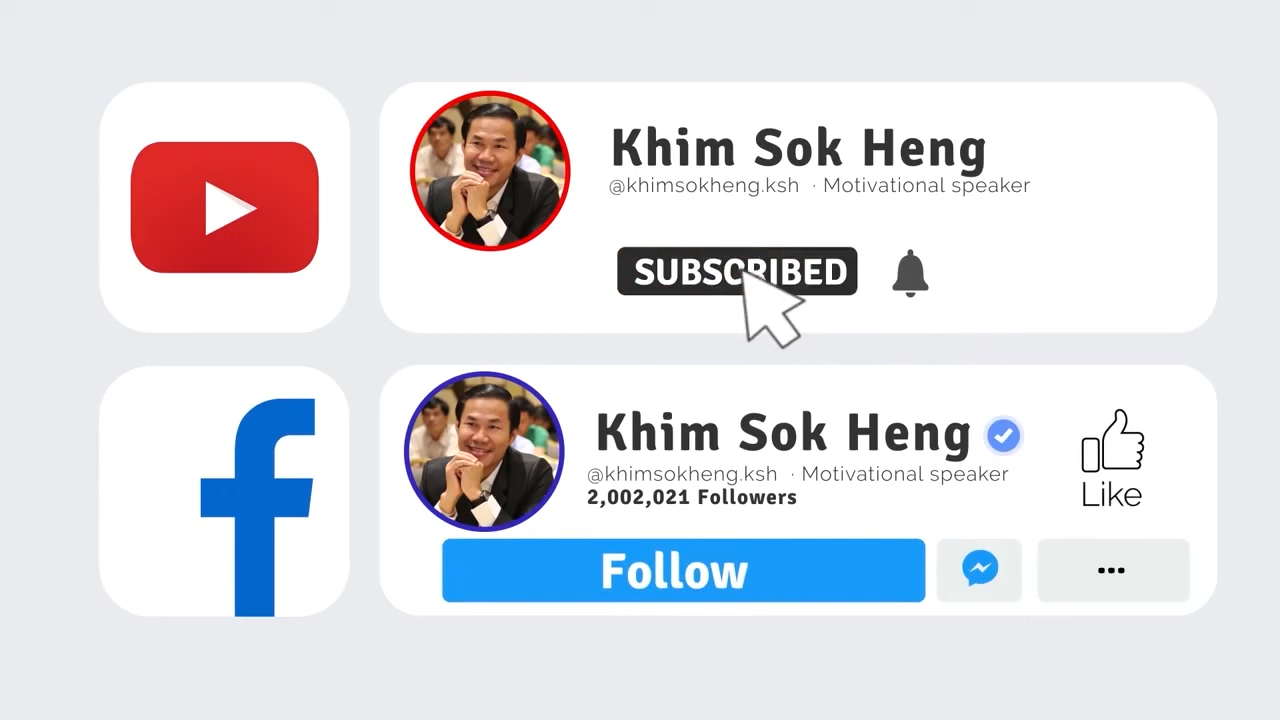 Khim Sok Heng
@khimsokheng.ksh · Motivational speaker
SUBSCRIBED
Khim Sok Heng
@khimsokheng.ksh · Motivational speaker
2,002,021 Followers
Like
Follow